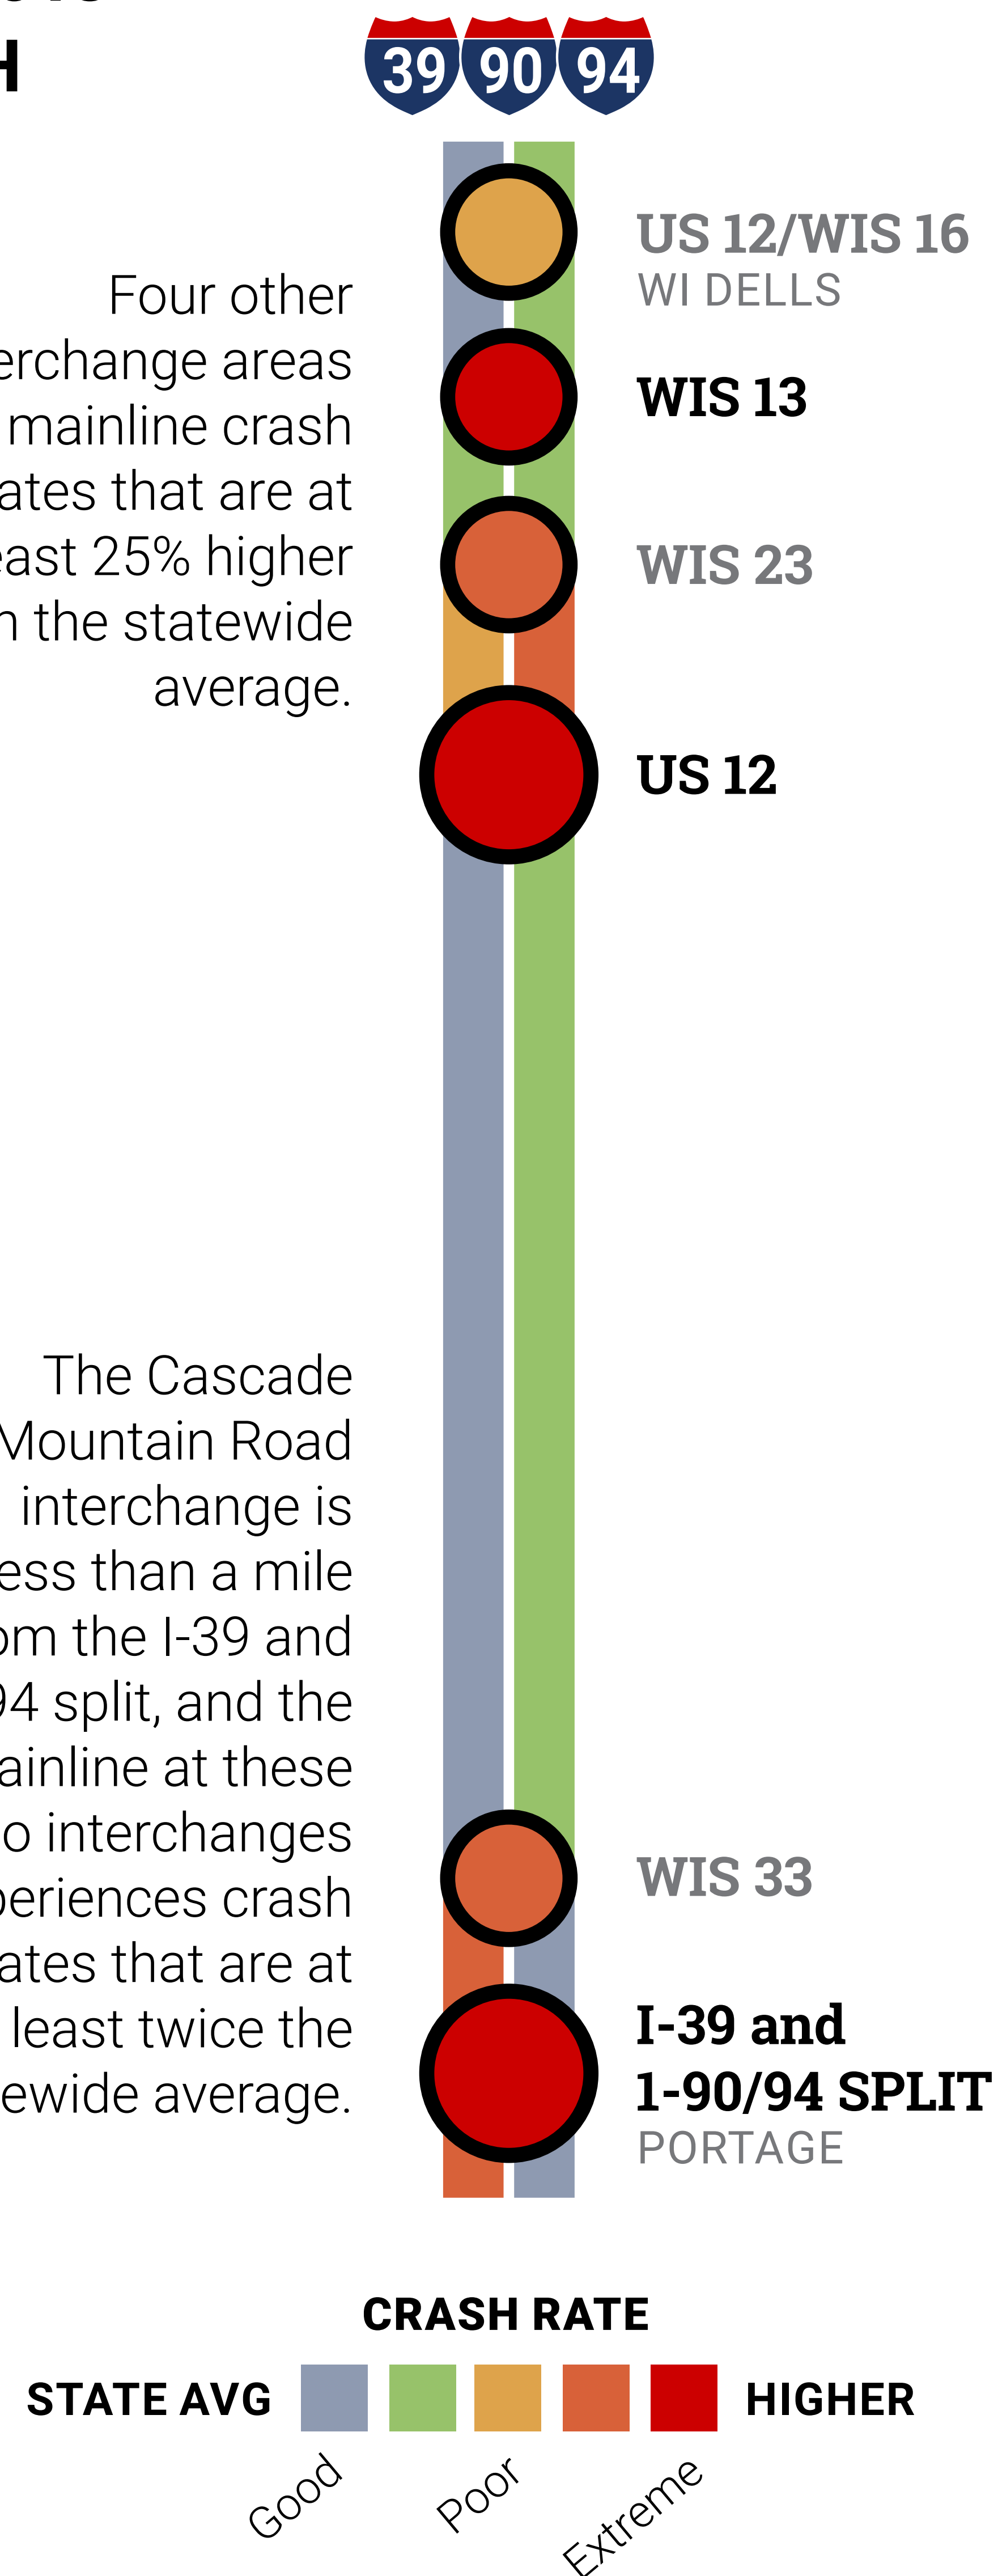 H
39 90 94
US 12/WIS 16
WI DELLS
Four other
erchange areas
mainline crash
ates that are at
east 25% higher
n the statewide
average.
WIS 13
WIS 23
US 12
The Cascade
Mountain Road
interchange is
ess than a mile
om the I-39 and
94 split, and the
ainline at these
o interchanges
periences crash
ates that are at
least twice the
ewide average.
WIS 33
I-39 and
1-90/94 SPLIT
PORTAGE
CRASH RATE
STATE AVG HIGHER
Good Poor Extreme